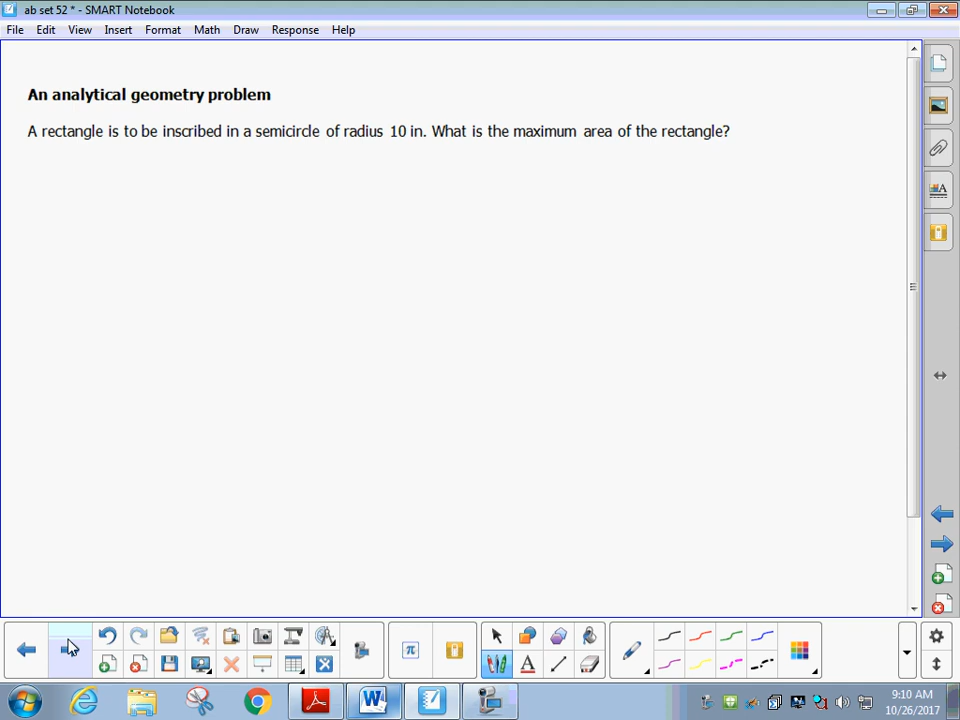 ab set 52 * - SMART Notebook
File Edit View Insert Format Math Draw Response Help
An analytical geometry problem
A rectangle is to be inscribed in a semicircle of radius 10 in. What is the maximum area of the rectangle?
π
A
9:10 AM
10/26/2017